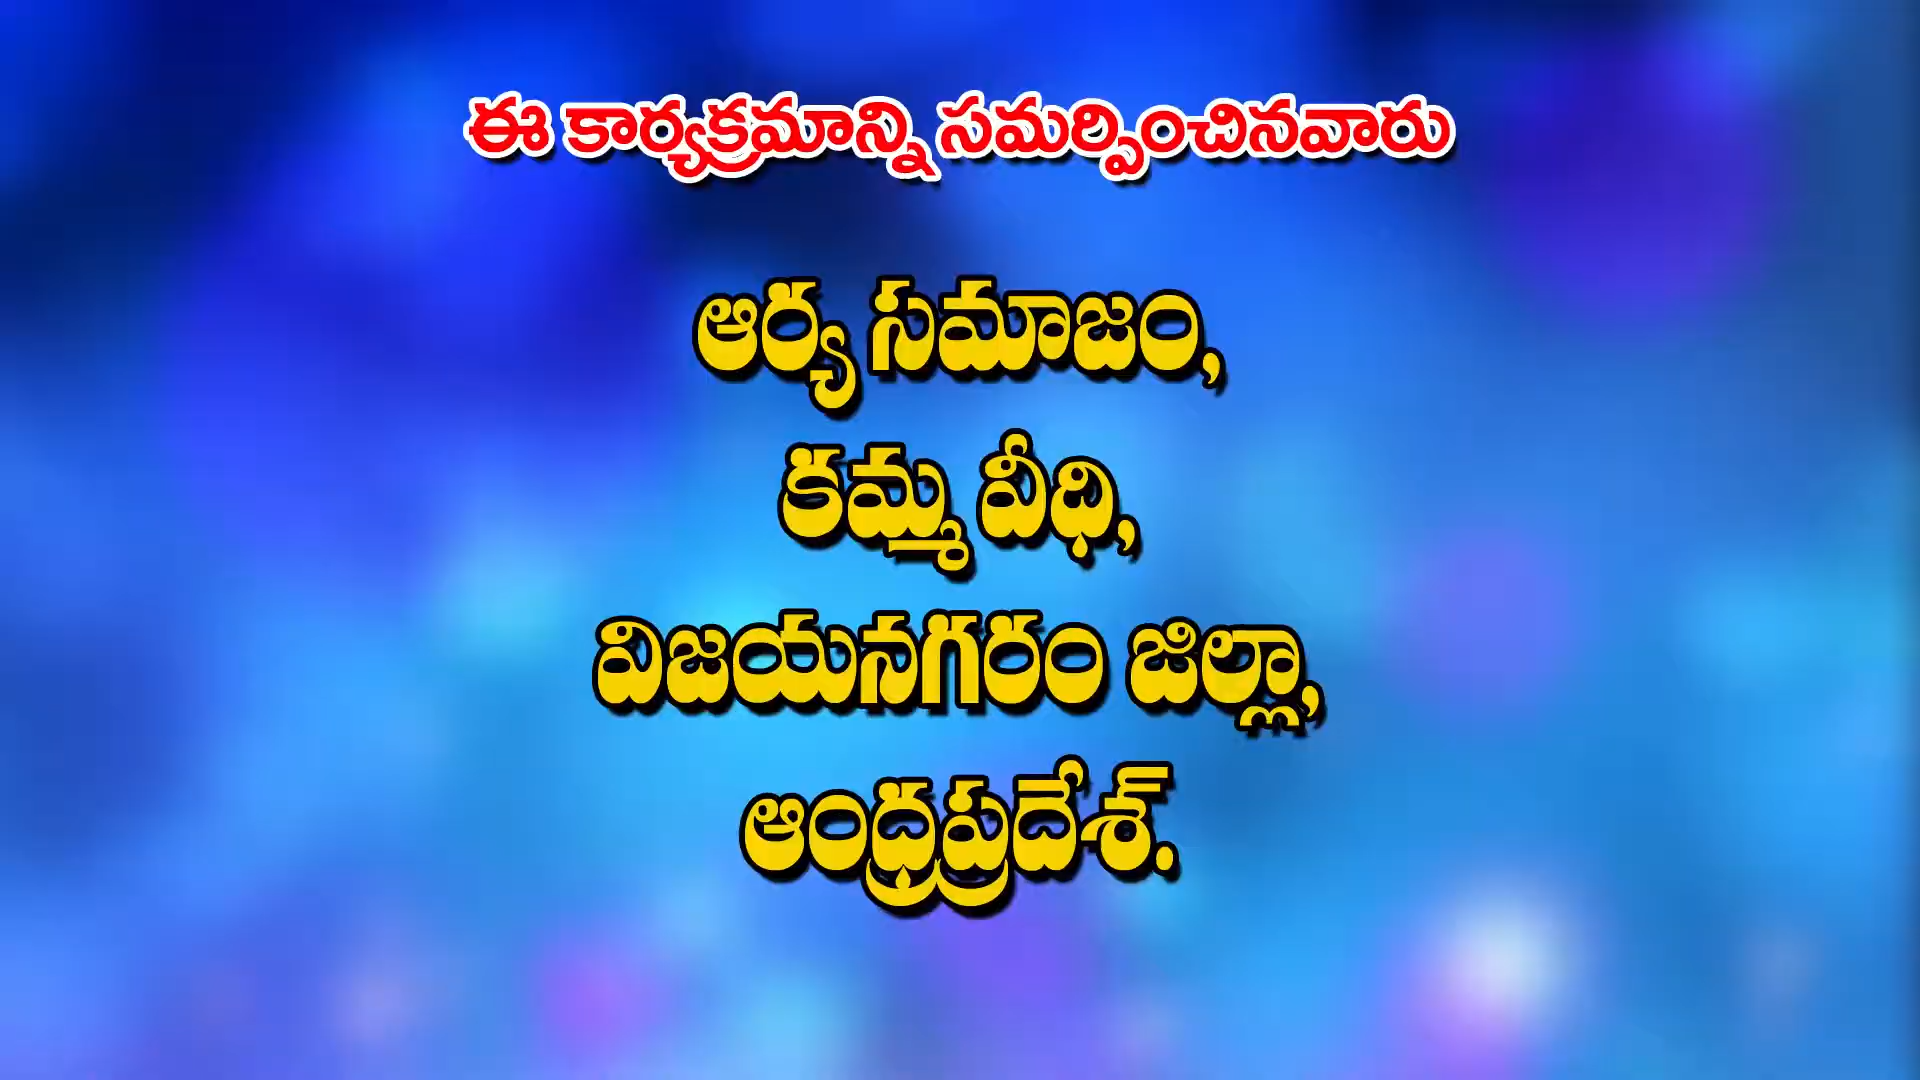 ఈ కార్యక్రమాన్ని సమర్పించినవారు
ఆర్య సమాజం,
కమ్మ వీధి,
విజయనగరం జిల్లా,
ఆంధ్రప్రదేశ్.